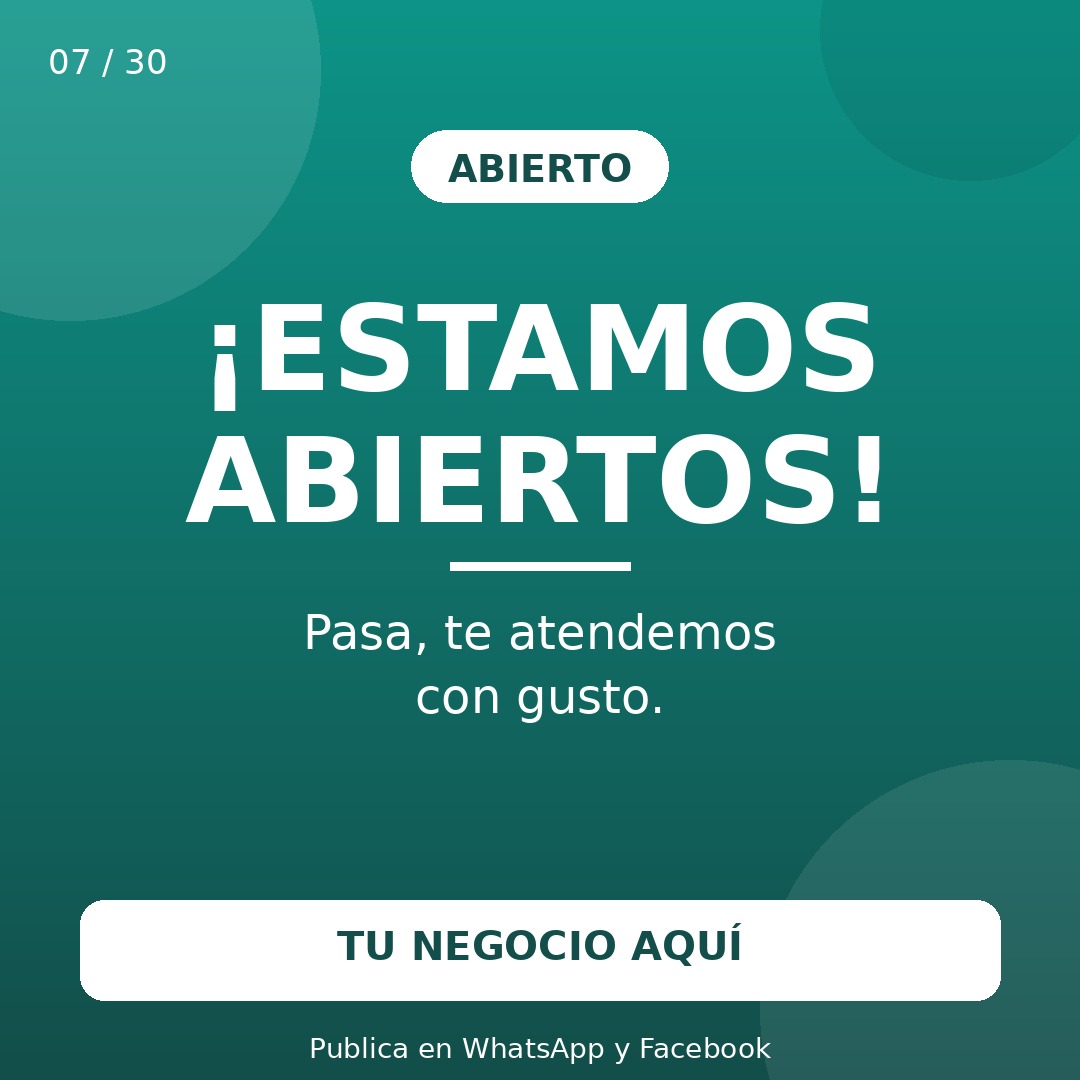 07 / 30
ABIERTO
¡ESTAMOS
ABIERTOS!
Pasa, te atendemos
con gusto.
TU NEGOCIO AQUÍ
Publica en WhatsApp y Facebook